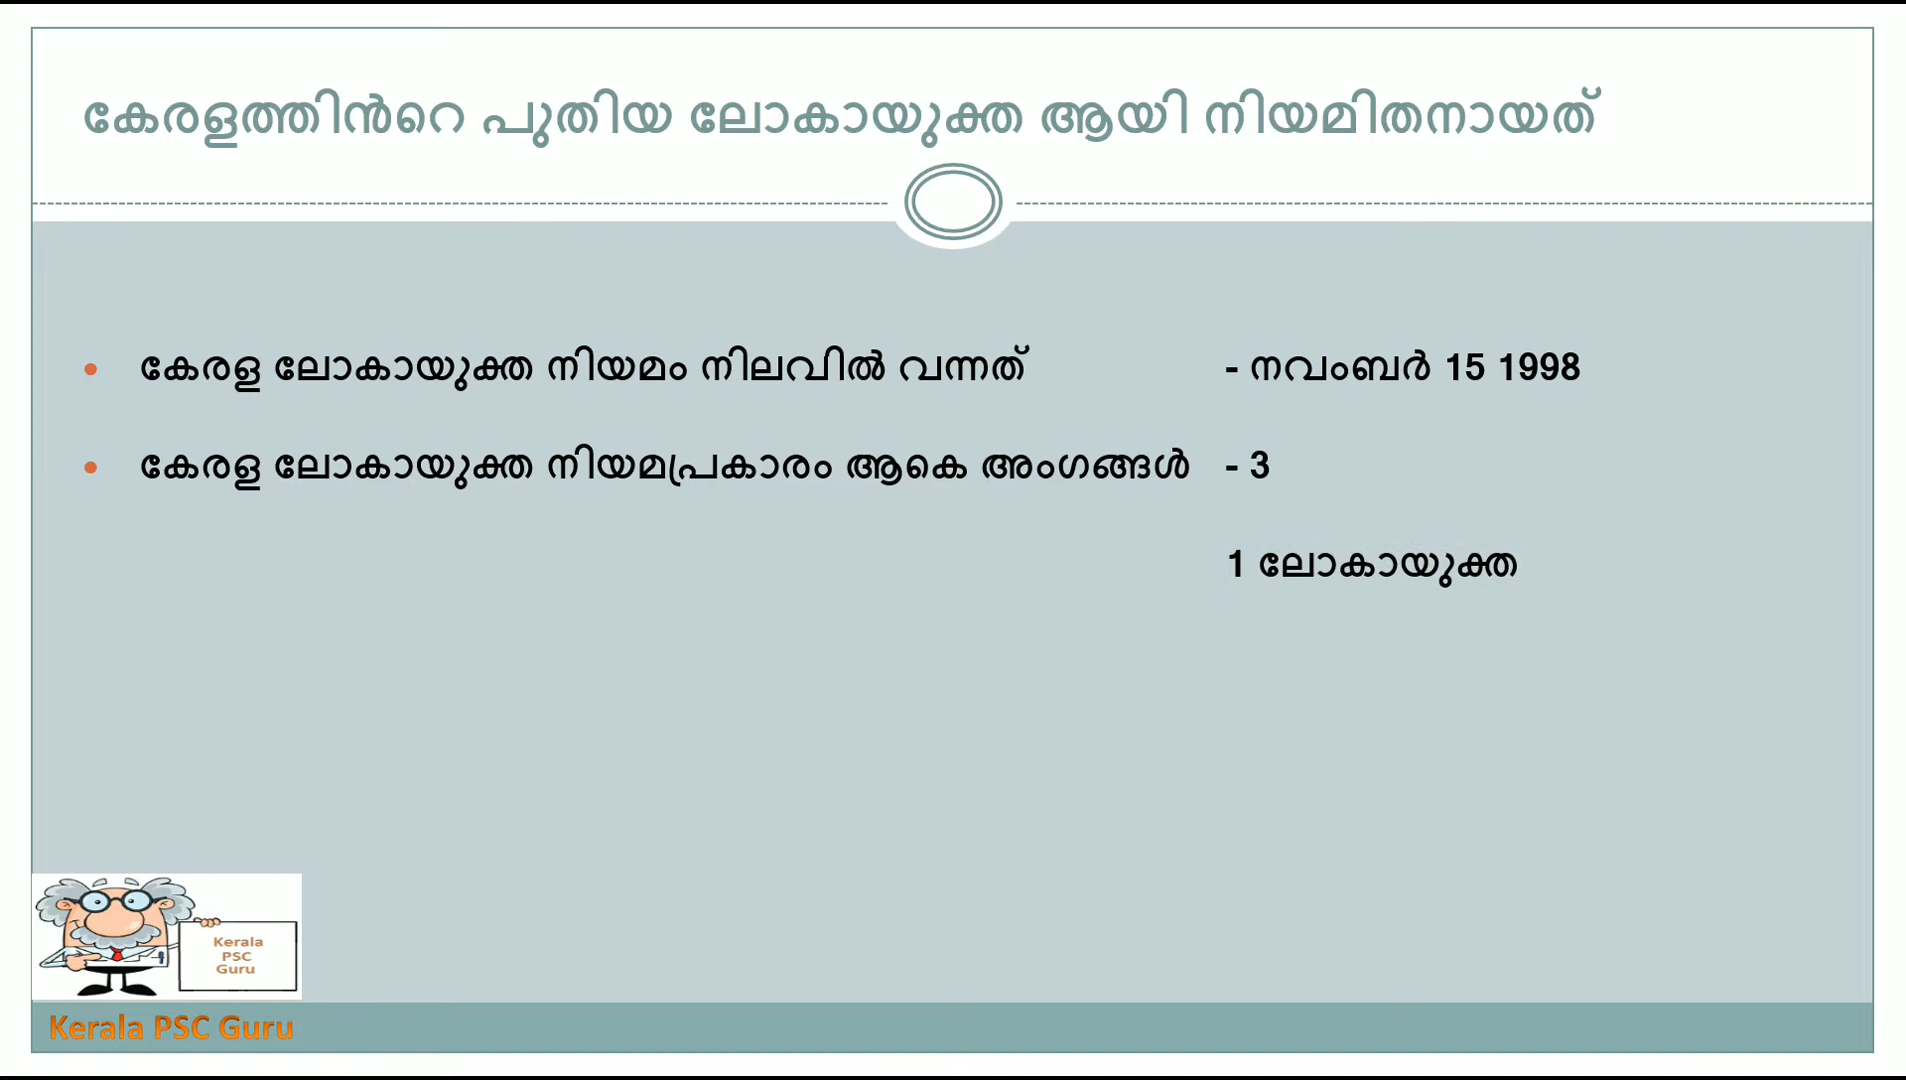 കേരളത്തിൻറെ പുതിയ ലോകായുക്ത ആയി നിയമിതനായത്
• കേരള ലോകായുക്ത നിയമം നിലവിൽ വന്നത് - നവംബർ 15 1998
• കേരള ലോകായുക്ത നിയമപ്രകാരം ആകെ അംഗങ്ങൾ - 3
1 ലോകായുക്ത
Kerala
PSC
Guru
Kerala PSC Guru